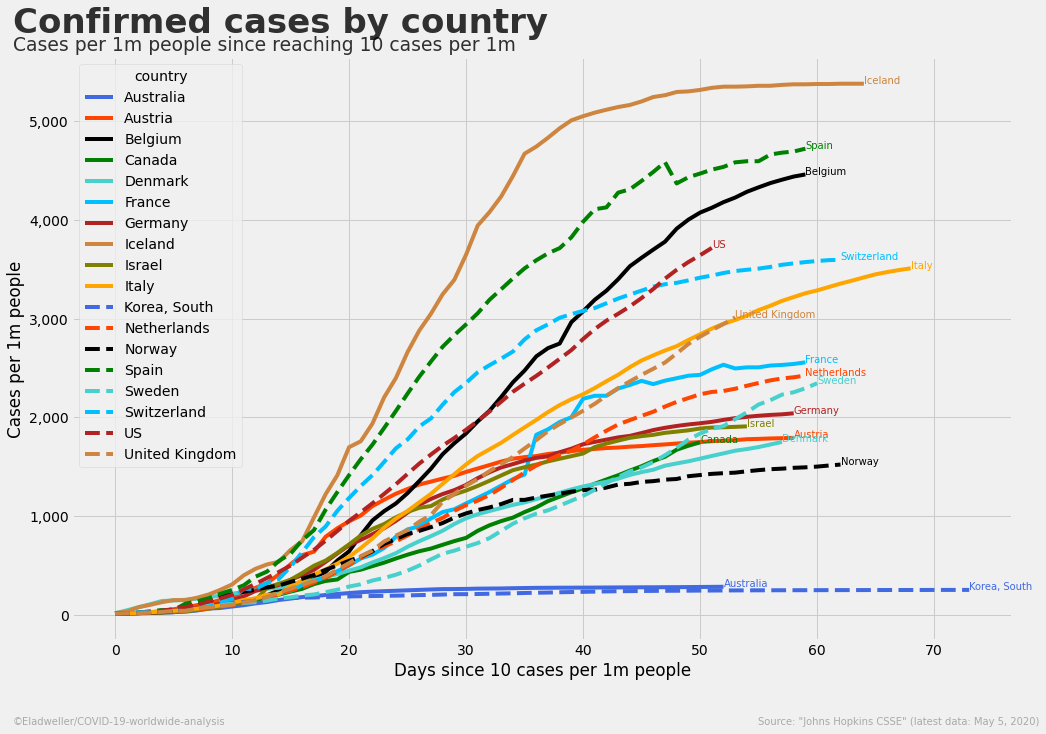 Confirmed cases by country
Cases per 1m people since reaching 10 cases per 1m
country
Australia
Austria
Belgium
Canada
Denmark
France
Germany
Iceland
Israel
Italy
Korea, South
Netherlands
Norway
Spain
Sweden
Switzerland
US
United Kingdom
Cases per 1m people
5,000
4,000
3,000
2,000
1,000
0
Iceland
Spain
Belgium
US
Switzerland
Italy
United Kingdom
France
Netherlands
Sweden
Germany
Israel
Austria
Denmark
Canada
Norway
Australia
Korea, South
0 10 20 30 40 50 60 70
Days since 10 cases per 1m people
©Eladweller/COVID-19-worldwide-analysis
Source: "Johns Hopkins CSSE" (latest data: May 5, 2020)